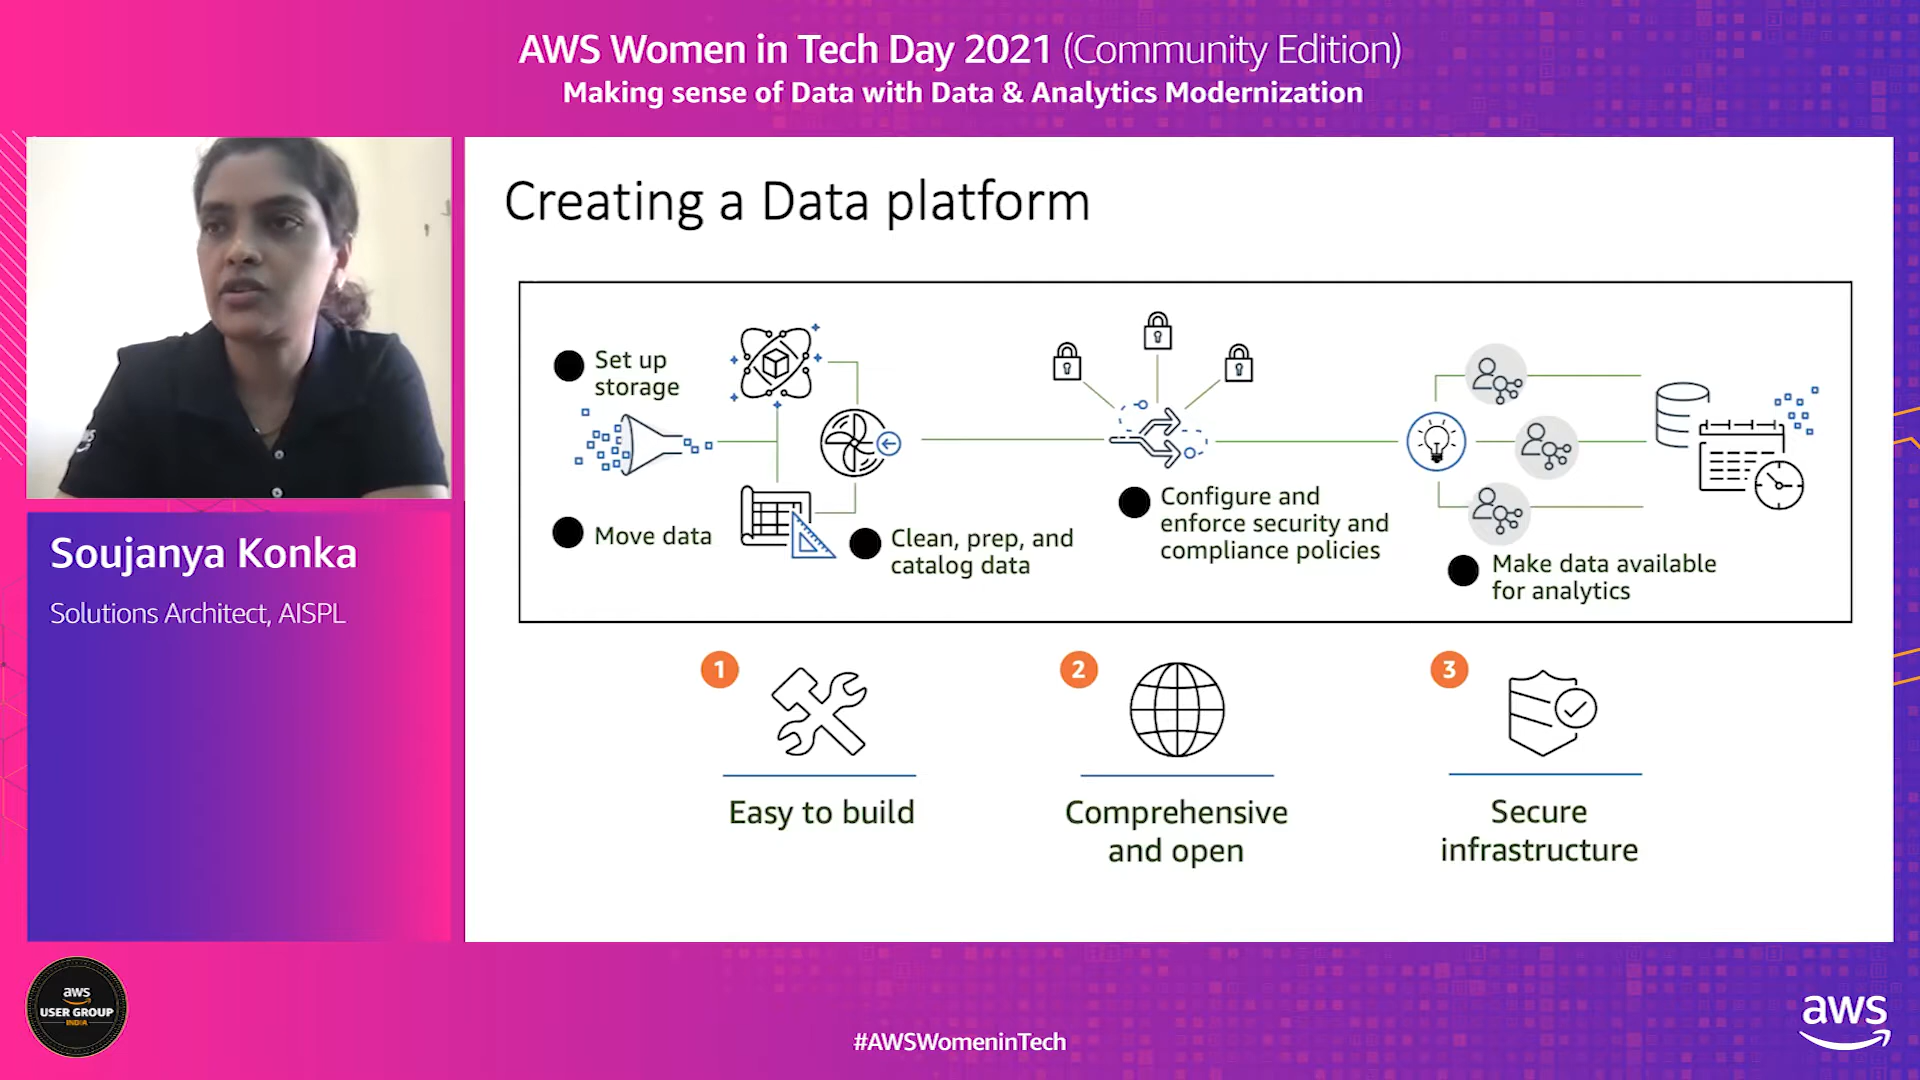 AWS Women in Tech Day 2021 (Community Edition)
Making sense of Data with Data & Analytics Modernization
Soujanya Konka
Solutions Architect, AISPL
Creating a Data platform
Set up
storage
Move data
Clean, prep, and
catalog data
Configure and
enforce security and
compliance policies
Make data available
for analytics
1
Easy to build
2
Comprehensive
and open
3
Secure
infrastructure
aws
USER GROUP
INDIA
#AWSWomeninTech
aws